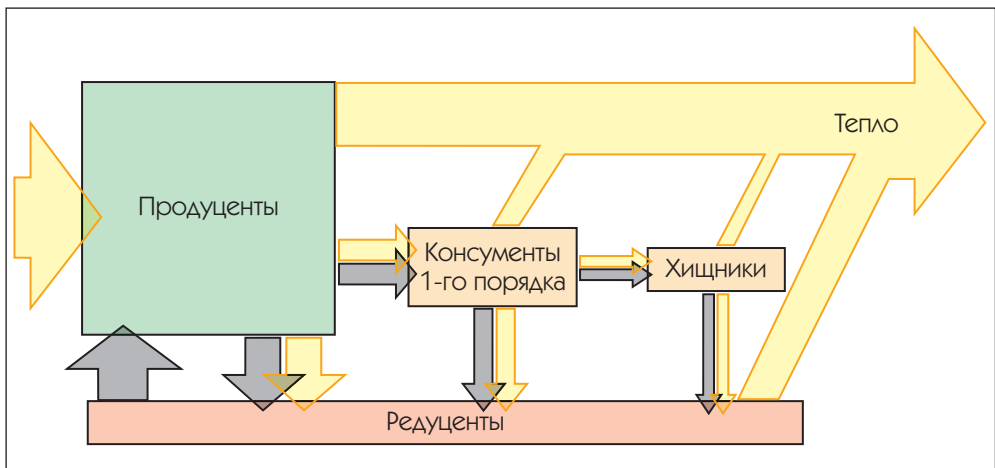 Тепло
Продуценты
Консументы
1-го порядка
Хищники
Редуценты